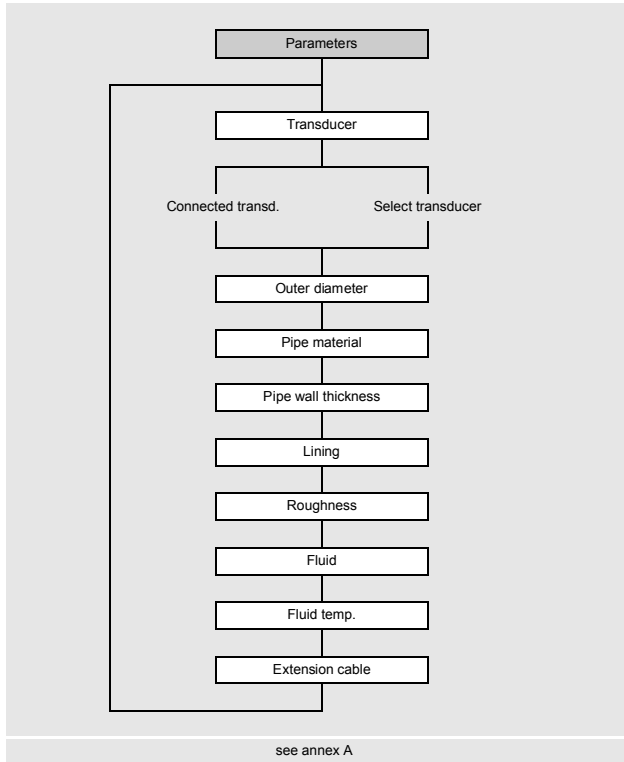 Parameters
Transducer
Connected transd.
Select transducer
Outer diameter
Pipe material
Pipe wall thickness
Lining
Roughness
Fluid
Fluid temp.
Extension cable
see annex A